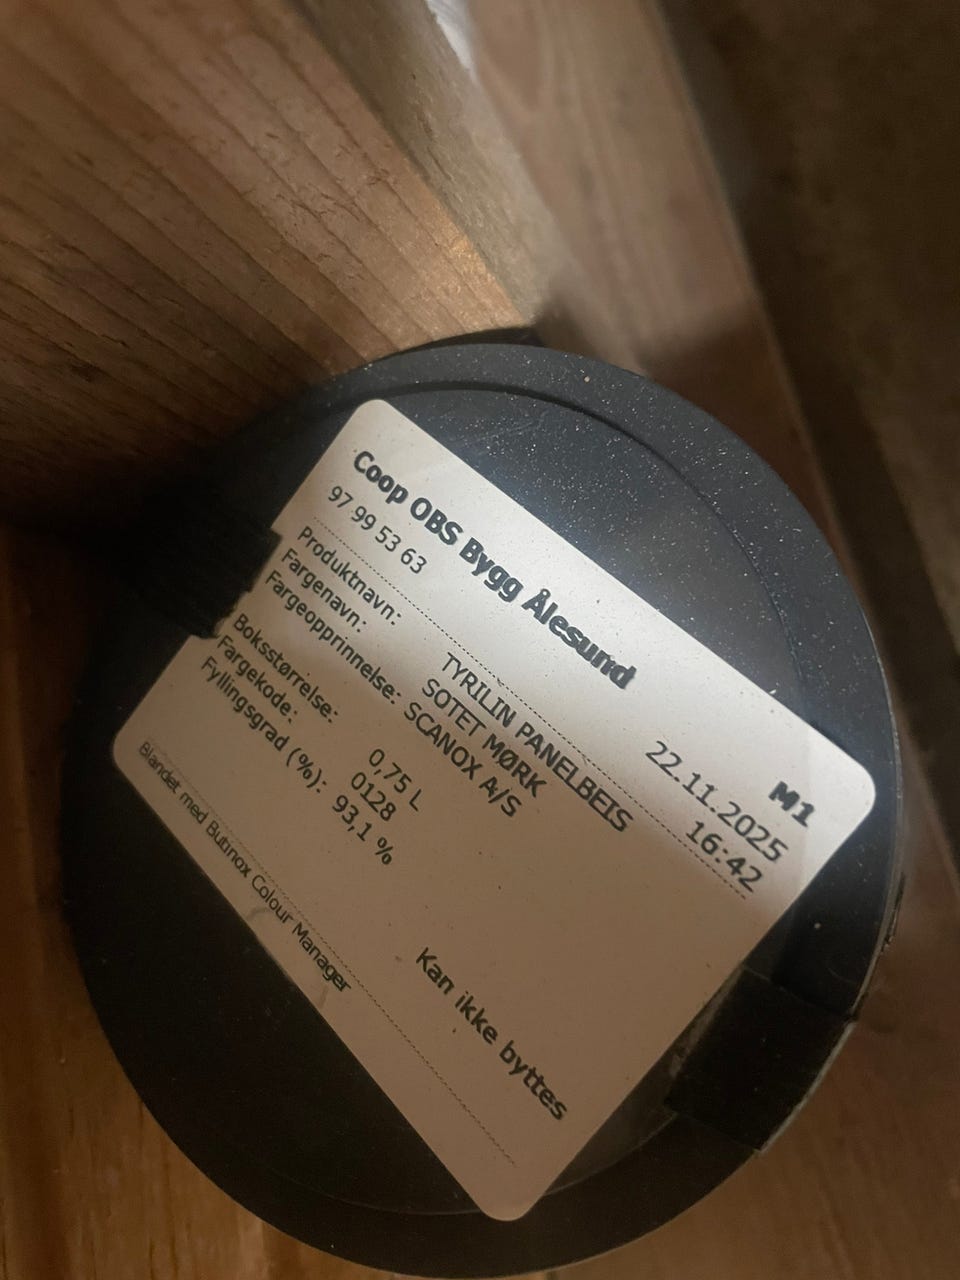 Coop OBS Bygg Ålesund
M1
97 99 53 63
22.11.2025
16:42
Produktnavn: TYRILIN PANELBEIS
Fargenavn: SOTET MØRK
Fargeopprinnelse: SCANOX A/S
Boksstørrelse: 0,75 L
Fargekode: 0128
Fyllingsgrad (%): 93,1 %
Kan ikke byttes
Blandet med Butinox Colour Manager